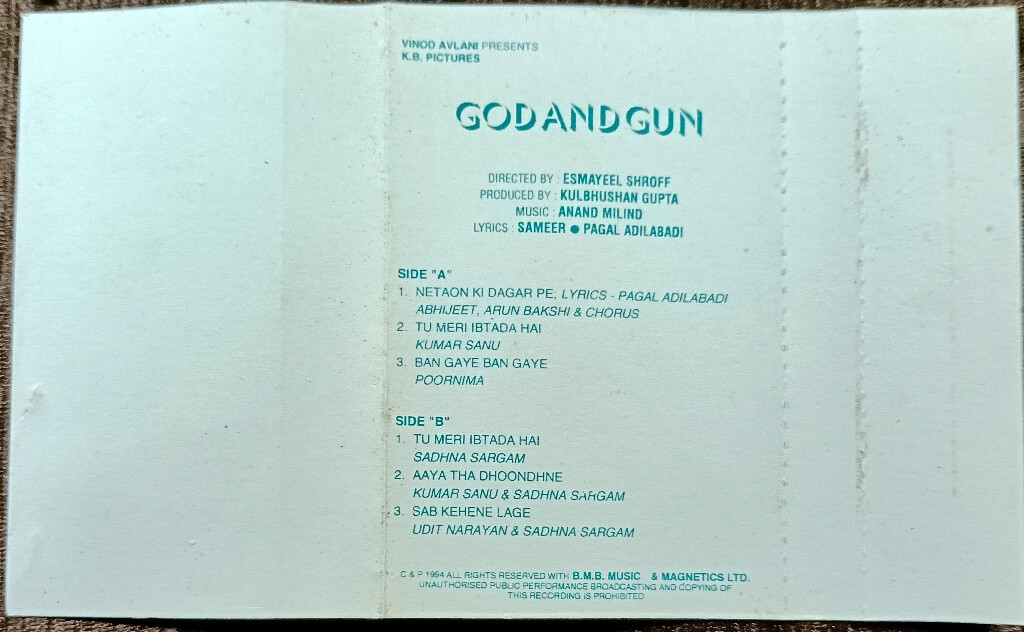 VINOD AVLANI PRESENTS
K.B. PICTURES
GOD AND GUN
DIRECTED BY : ESMAYEEL SHROFF
PRODUCED BY : KULBHUSHAN GUPTA
MUSIC : ANAND MILIND
LYRICS : SAMEER ● PAGAL ADILABADI
SIDE "A"
1. NETAON KI DAGAR PE, LYRICS - PAGAL ADILABADI
ABHIJEET, ARUN BAKSHI & CHORUS
2. TU MERI IBTADA HAI
KUMAR SANU
3. BAN GAYE BAN GAYE
POORNIMA
SIDE "B"
1. TU MERI IBTADA HAI
SADHNA SARGAM
2. AAYA THA DHOONDHNE
KUMAR SANU & SADHNA SARGAM
3. SAB KEHENE LAGE
UDIT NARAYAN & SADHNA SARGAM
C & P 1994 ALL RIGHTS RESERVED WITH B.M.B. MUSIC & MAGNETICS LTD.
UNAUTHORISED PUBLIC PERFORMANCE BROADCASTING AND COPYING OF
THIS RECORDING IS PROHIBITED